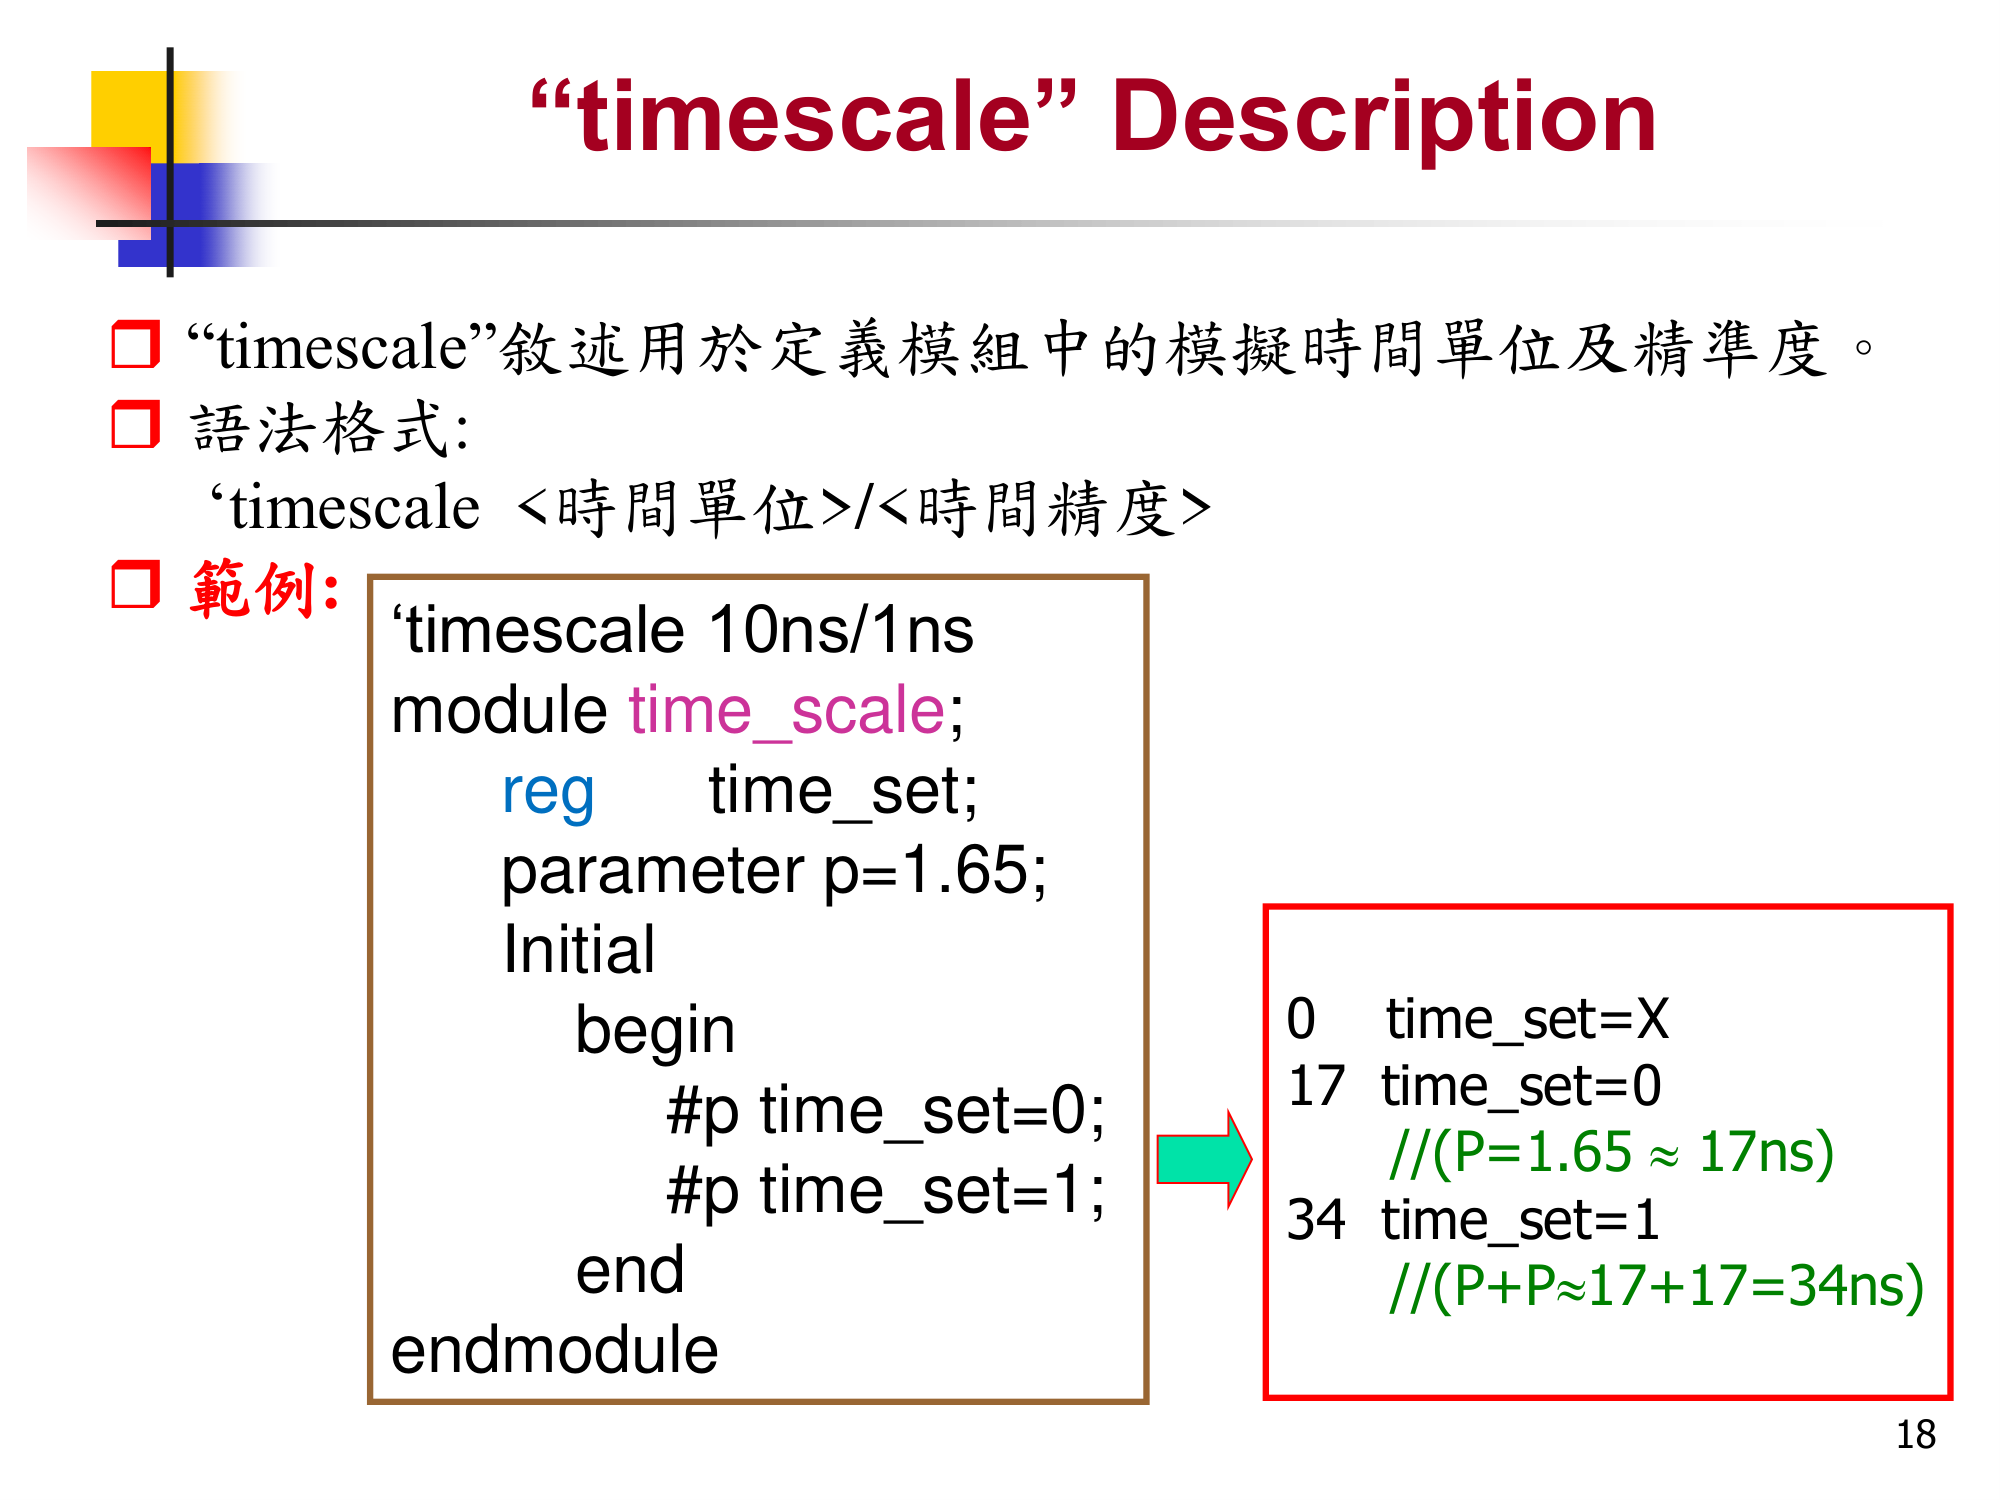 “timescale” Description
“timescale”敘述用於定義模組中的模擬時間單位及精準度。
語法格式:
‘timescale <時間單位>/<時間精度>
範例:
‘timescale 10ns/1ns
module time_scale;
reg time_set;
parameter p=1.65;
Initial
begin
#p time_set=0;
#p time_set=1;
end
endmodule
0 time_set=X
17 time_set=0
//(P=1.65 ≈ 17ns)
34 time_set=1
//(P+P≈17+17=34ns)
18